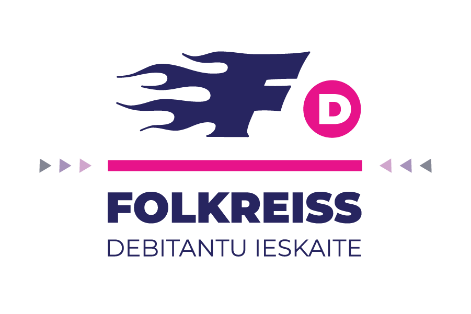 F
D
FOLKREISS
DEBITANTU IESKAITE